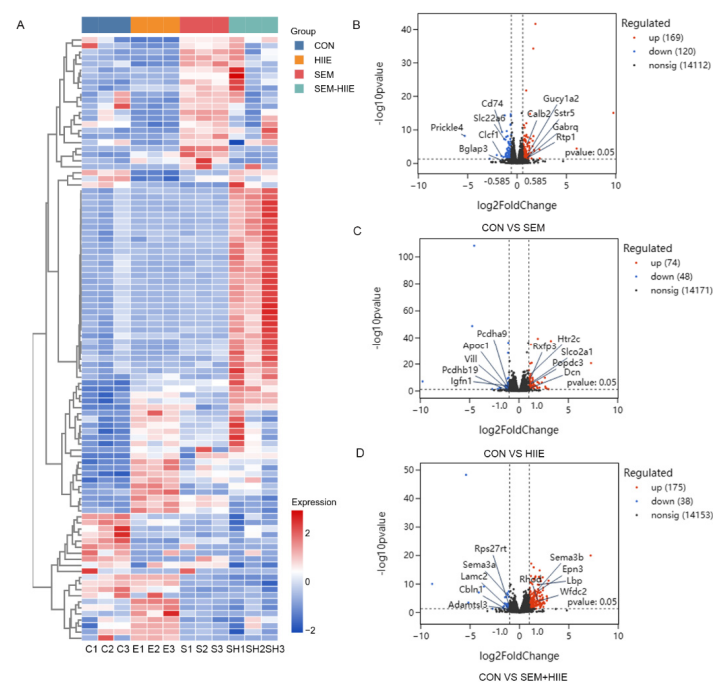 A
Group
CON
HIIE
SEM
SEM-HIIE
Expression
2
1
0
−1
−2
C1 C2 C3 E1 E2 E3 S1 S2 S3 SH1SH2SH3
B
-log10pvalue
40
30
20
10
0
Cd74
Slc22a6
Prickle4
Clcf1
Bglap3
Gucy1a2
Calb2
Sstr5
Gabrq
Rtp1
pvalue: 0.05
-10
-5
-0.585
0
0.585
5
10
log2FoldChange
Regulated
up (169)
down (120)
nonsig (14112)
CON VS SEM
C
-log10pvalue
100
80
60
40
20
0
Pcdha9
Apoc1
Vill
Pcdhb19
Igfn1
Rxfp3
Htr2c
Slco2a1
Popdc3
Dcn
pvalue: 0.05
-10
-5
-1.0
0
1.0
5
10
log2FoldChange
Regulated
up (74)
down (48)
nonsig (14171)
CON VS HIIE
D
-log10pvalue
50
40
30
20
10
0
Rps27rt
Sema3a
Lamc2
Cbln1
Adamtsl3
Sema3b
Epn3
Lbp
Wfdc2
pvalue: 0.05
-10
-5
-1.0
0
1.0
5
10
log2FoldChange
Regulated
up (175)
down (38)
nonsig (14153)
CON VS SEM+HIIE